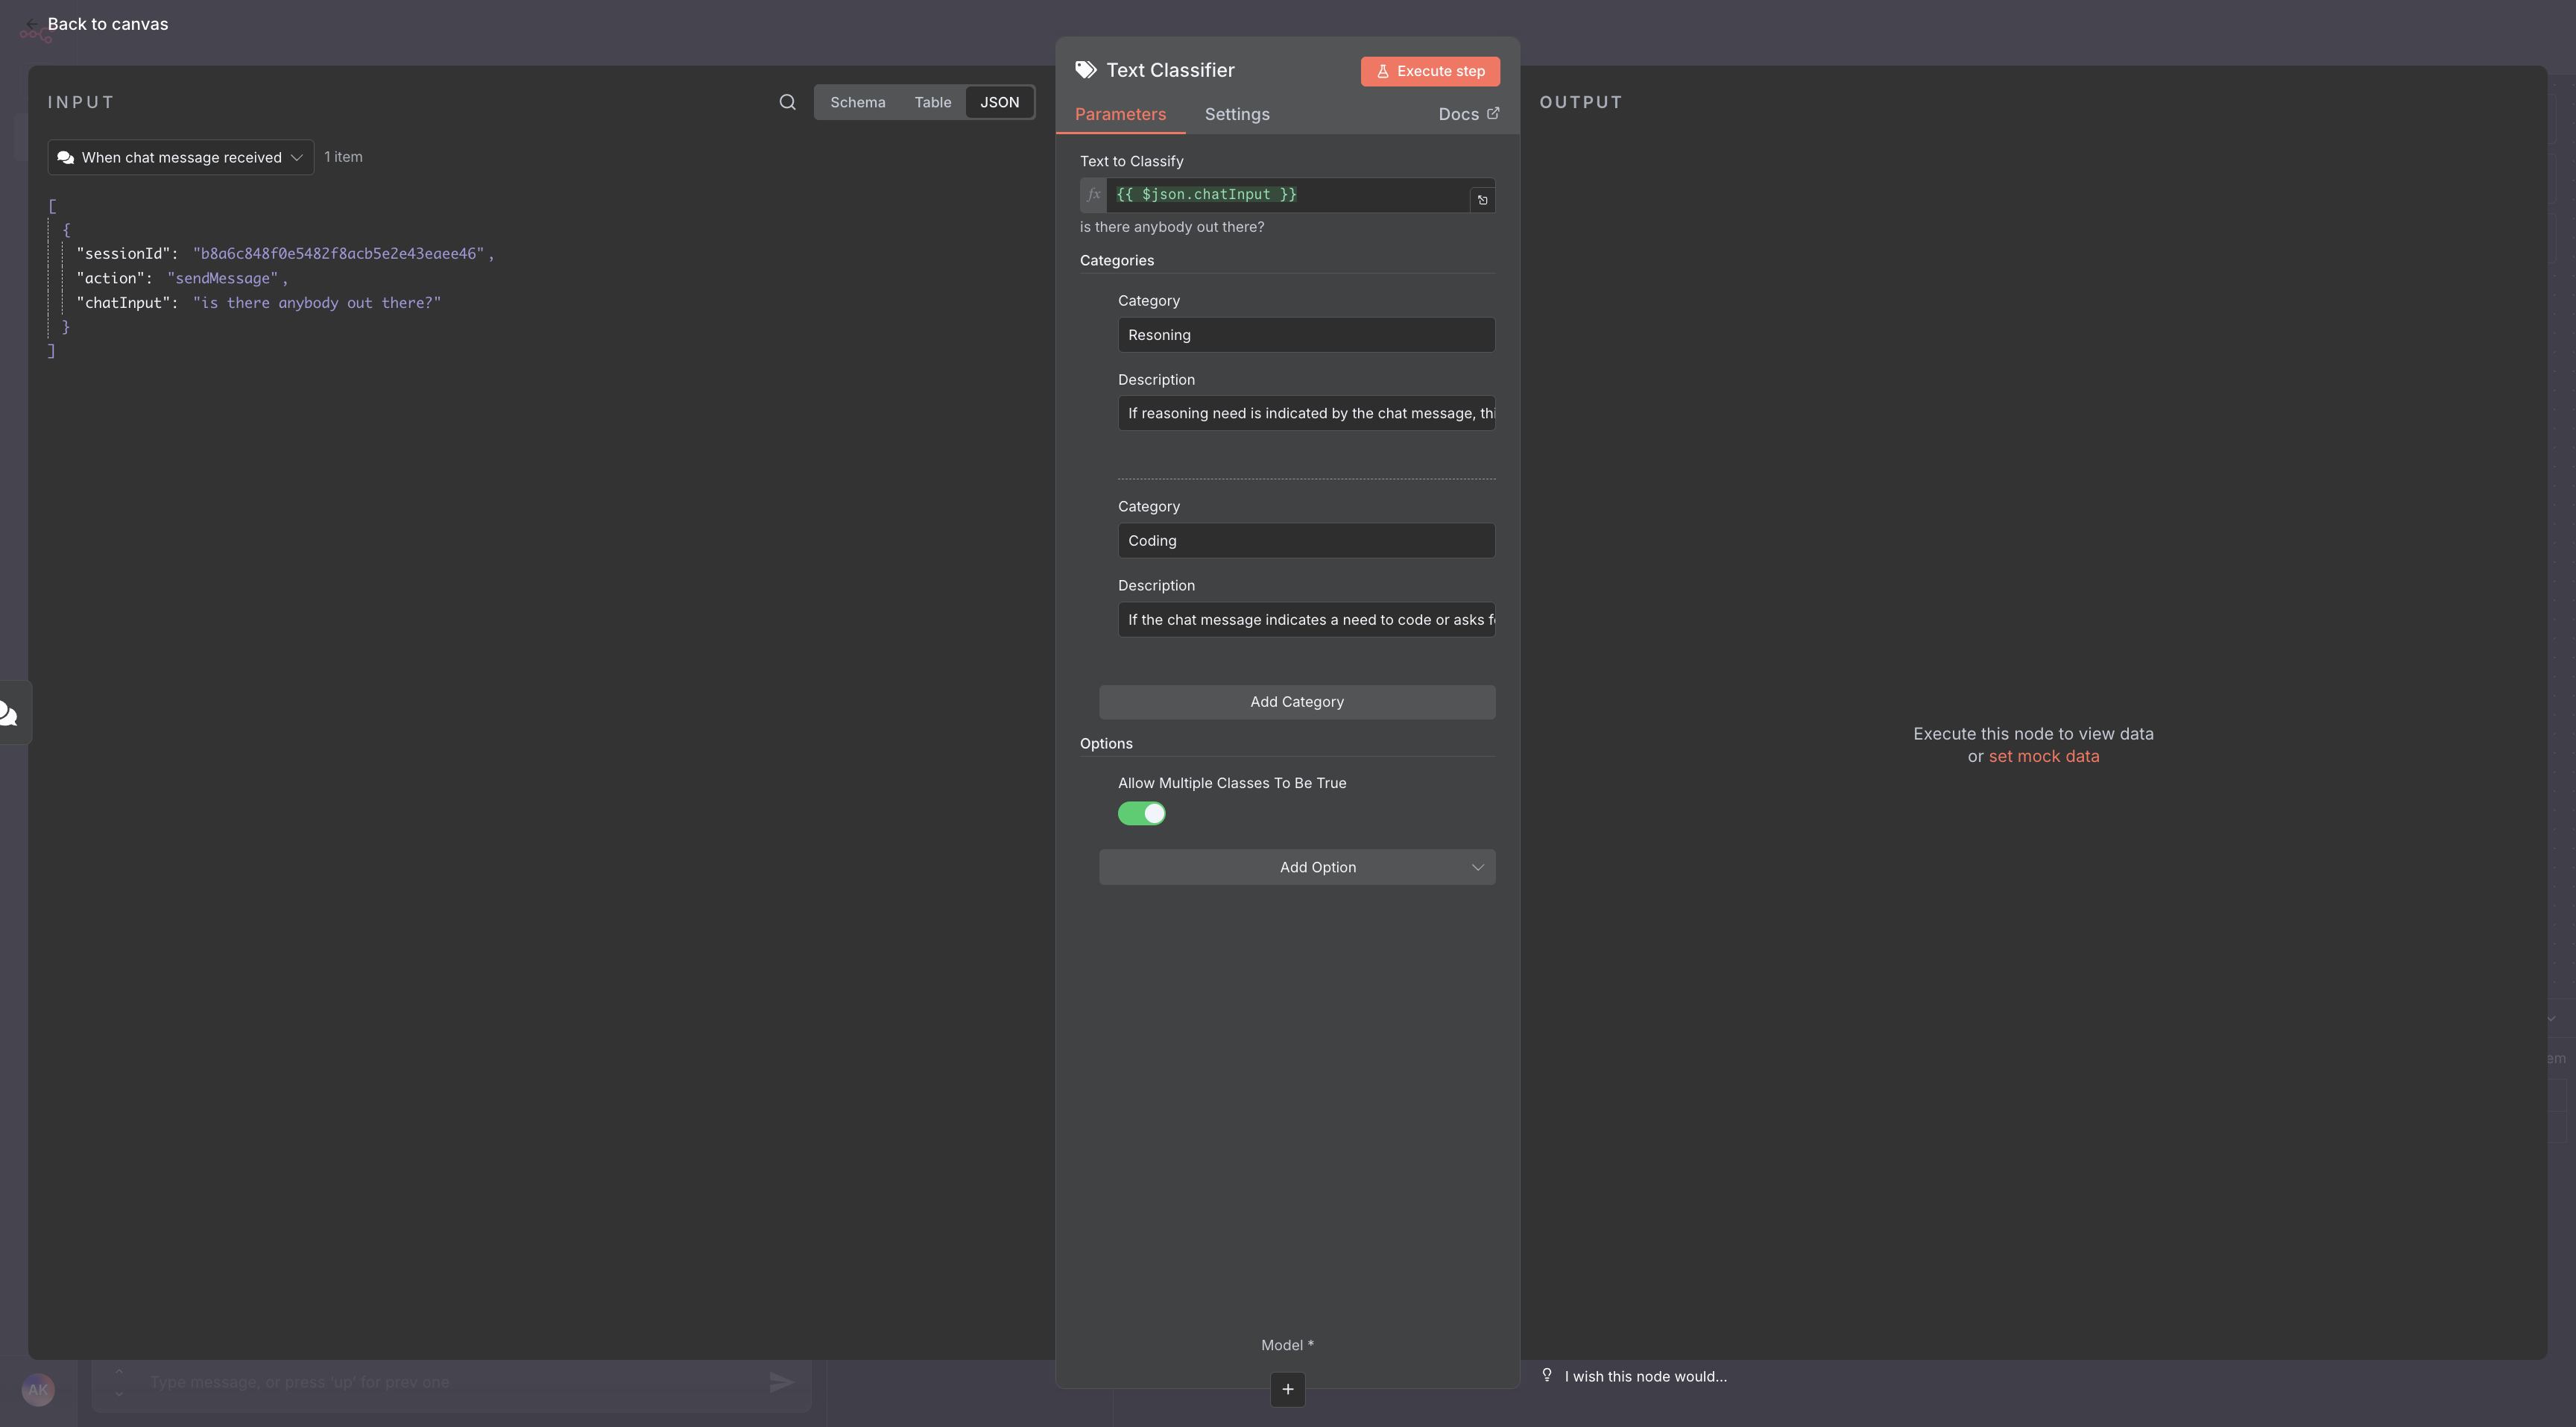 Back to canvas
INPUT
Schema Table JSON
When chat message received 1 item
[
{
"sessionId": "b8a6c848f0e5482f8acb5e2e43eaee46",
"action": "sendMessage",
"chatInput": "is there anybody out there?"
}
]
Text Classifier
Execute step
Parameters Settings Docs
Text to Classify
fx {{ $json.chatInput }}
is there anybody out there?
Categories
Category
Resoning
Description
If reasoning need is indicated by the chat message, thi
Category
Coding
Description
If the chat message indicates a need to code or asks f
Add Category
Options
Allow Multiple Classes To Be True
Add Option
Model *
+
OUTPUT
Execute this node to view data
or set mock data
I wish this node would...
AK
Type message, or press 'up' for prev one
em